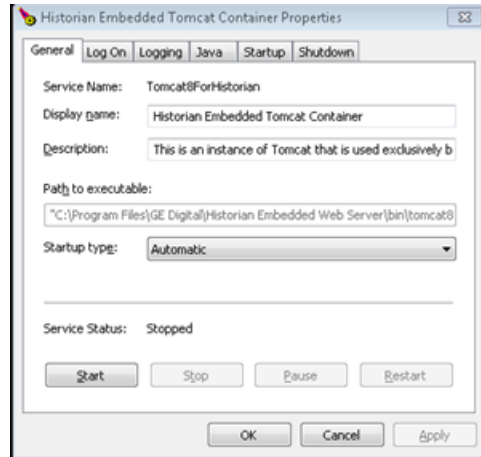 Historian Embedded Tomcat Container Properties
General Log On Logging Java Startup Shutdown
Service Name: Tomcat8ForHistorian
Display name: Historian Embedded Tomcat Container
Description: This is an instance of Tomcat that is used exclusively b
Path to executable:
"C:\Program Files\GE Digital\Historian Embedded Web Server\bin\tomcat8
Startup type: Automatic
Service Status: Stopped
Start Stop Pause Restart
OK Cancel Apply